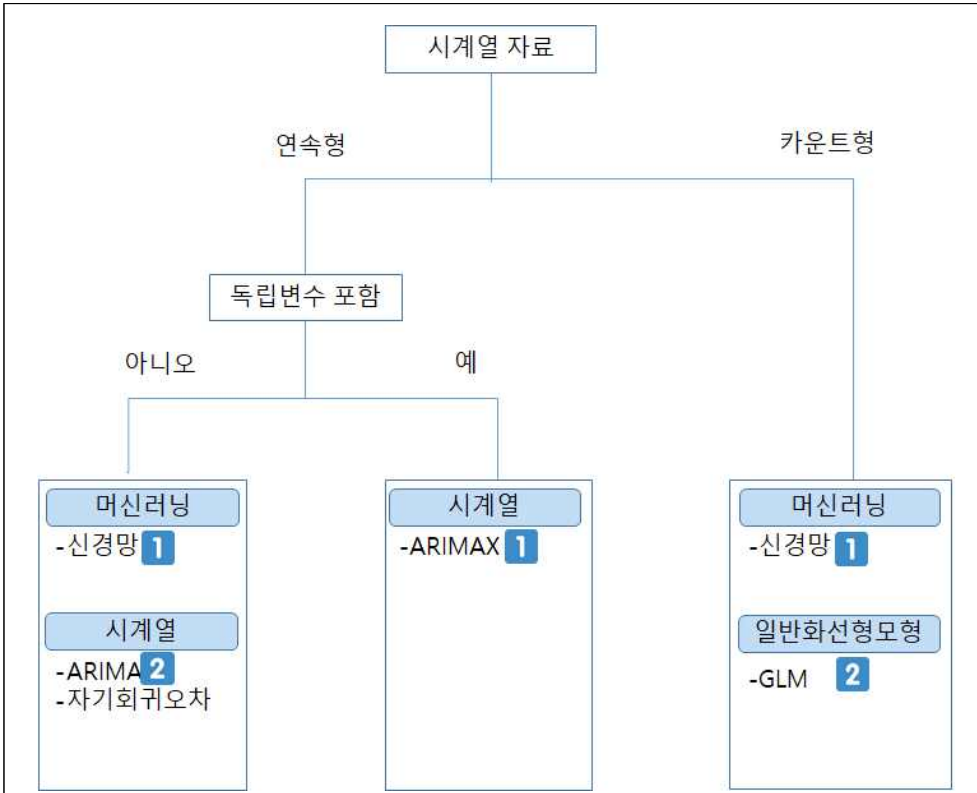 시계열 자료
연속형
카운트형
독립변수 포함
아니오
예
머신러닝
-신경망 1
시계열
-ARIMA 2
-자기회귀오차
시계열
-ARIMAX 1
머신러닝
-신경망 1
일반화선형모형
-GLM 2